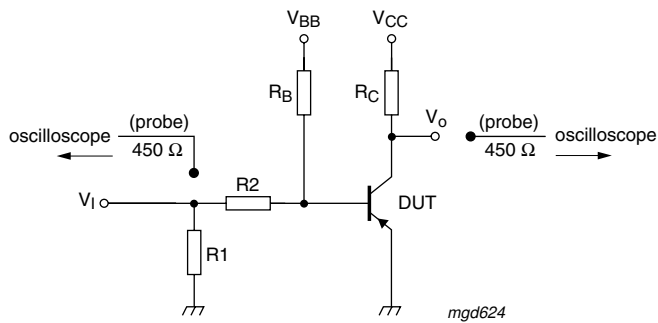 VBB VCC
RB RC
Vo
(probe) (probe)
oscilloscope oscilloscope
450 Ω 450 Ω
R2 DUT
VI
R1
mgd624